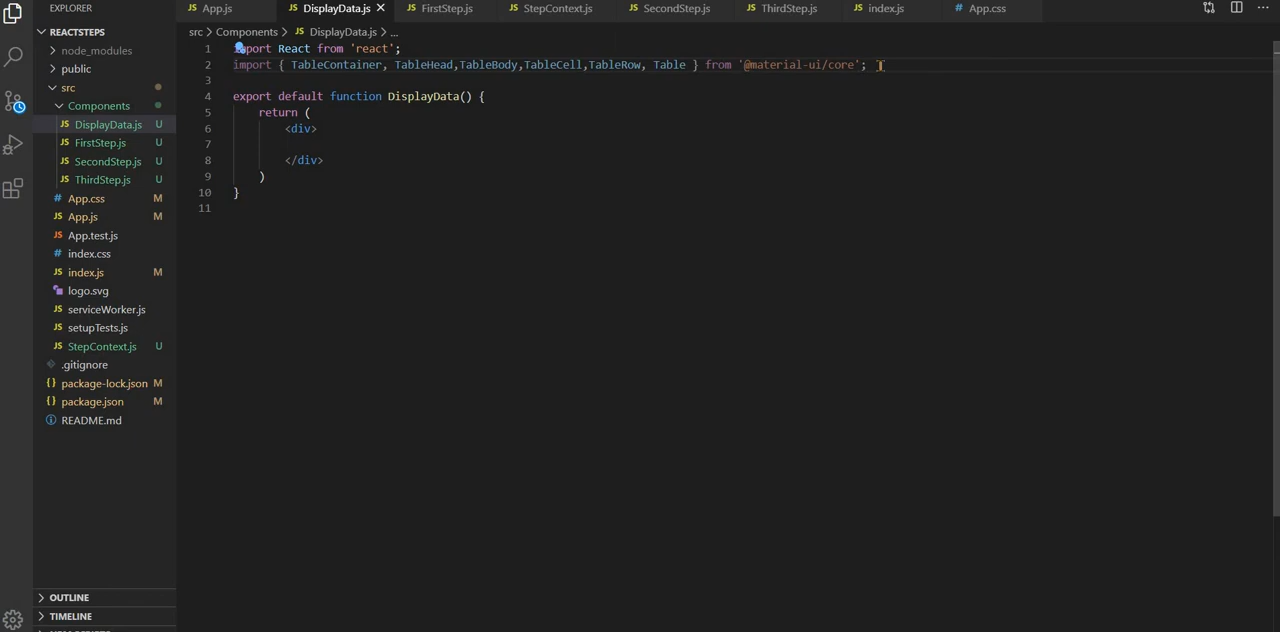 EXPLORER
App.js
DisplayData.js
FirstStep.js
StepContext.js
SecondStep.js
ThirdStep.js
index.js
App.css
REACTSTEPS
node_modules
public
src
Components
DisplayData.js U
FirstStep.js U
SecondStep.js U
ThirdStep.js U
App.css M
App.js M
App.test.js
index.css
index.js M
logo.svg
serviceWorker.js
setupTests.js
StepContext.js U
.gitignore
package-lock.json M
package.json M
README.md
OUTLINE
TIMELINE
src > Components > JS DisplayData.js > ...
1 import React from 'react';
2 import { TableContainer, TableHead,TableBody,TableCell,TableRow, Table } from '@material-ui/core';
3
4 export default function DisplayData() {
5 return (
6 <div>
7
8 </div>
9 )
10 }
11